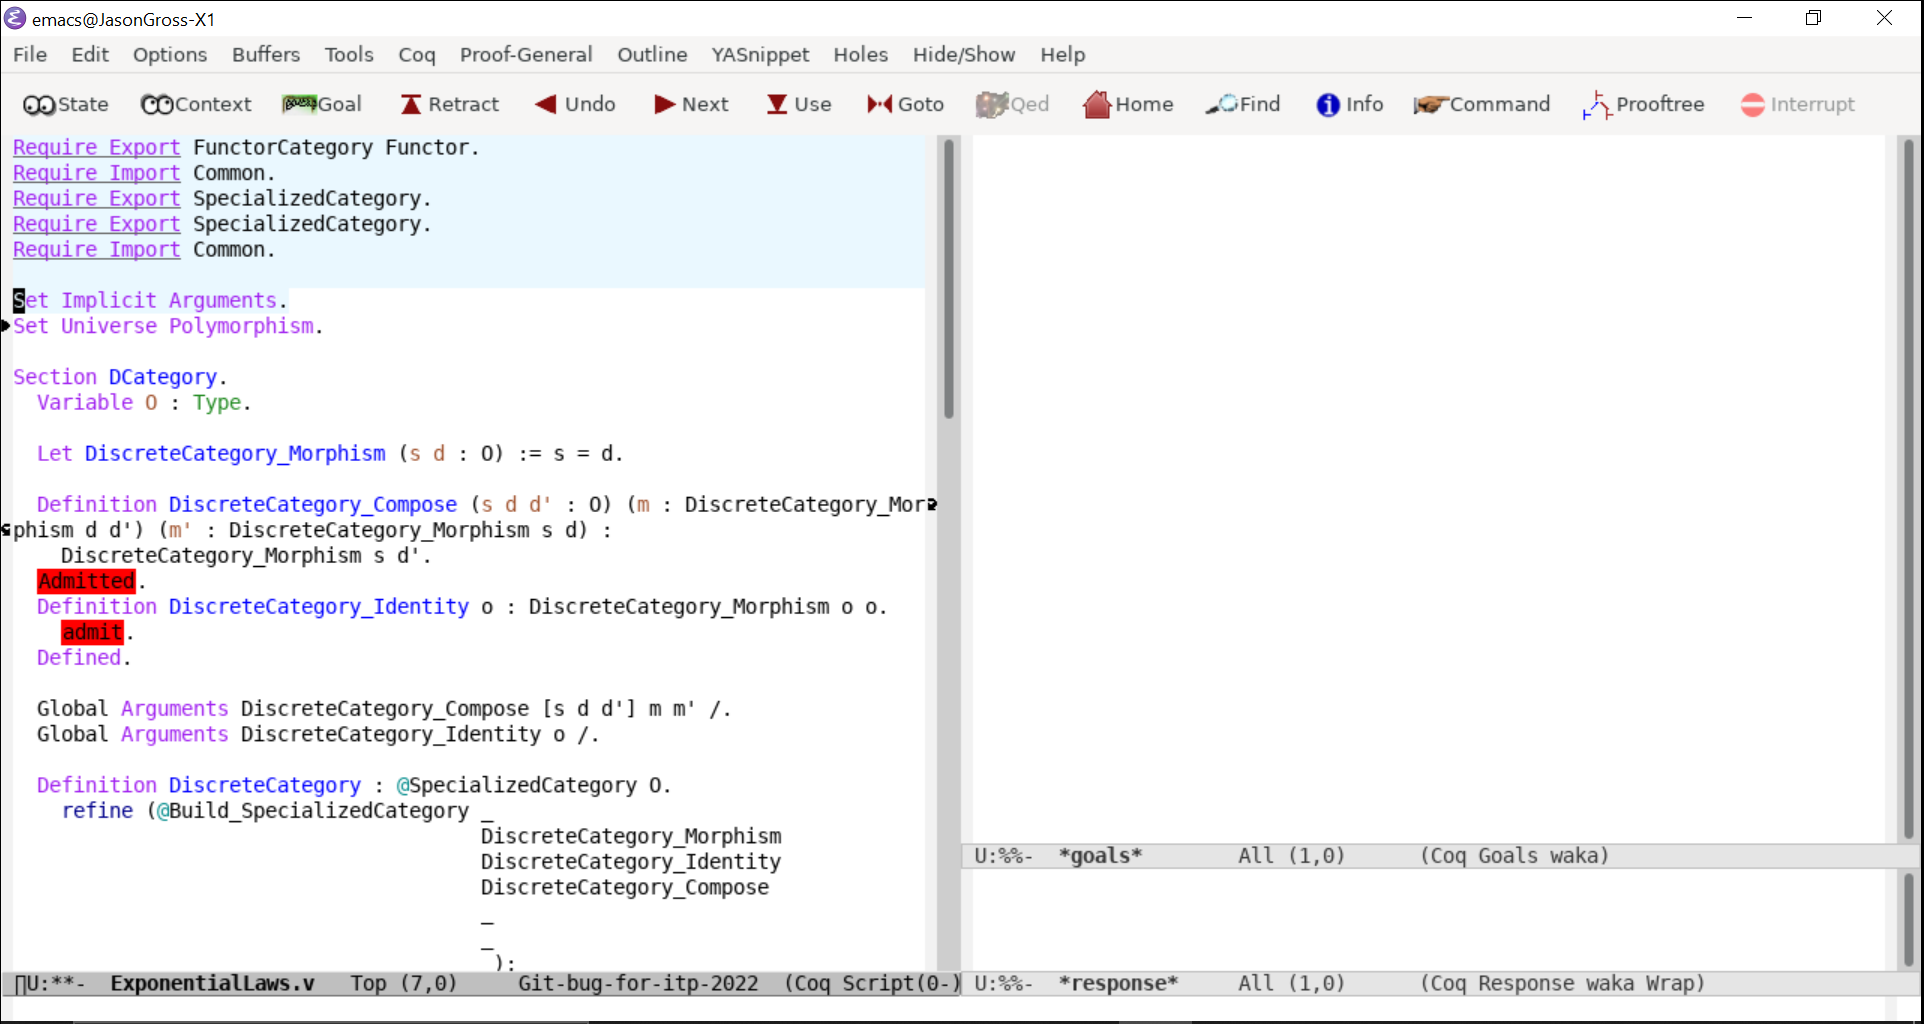 emacs@JasonGross-X1
File Edit Options Buffers Tools Coq Proof-General Outline YASnippet Holes Hide/Show Help
State Context Goal Retract Undo Next Use Goto Qed Home Find Info Command Prooftree Interrupt
Require Export FunctorCategory Functor.
Require Import Common.
Require Export SpecializedCategory.
Require Export SpecializedCategory.
Require Import Common.
Set Implicit Arguments.
Set Universe Polymorphism.
Section DCategory.
Variable O : Type.
Let DiscreteCategory_Morphism (s d : O) := s = d.
Definition DiscreteCategory_Compose (s d d' : O) (m : DiscreteCategory_Mor
phism d d') (m' : DiscreteCategory_Morphism s d) :
DiscreteCategory_Morphism s d'.
Admitted.
Definition DiscreteCategory_Identity o : DiscreteCategory_Morphism o o.
admit.
Defined.
Global Arguments DiscreteCategory_Compose [s d d'] m m' /.
Global Arguments DiscreteCategory_Identity o /.
Definition DiscreteCategory : @SpecializedCategory O.
refine (@Build_SpecializedCategory _
DiscreteCategory_Morphism
DiscreteCategory_Identity
DiscreteCategory_Compose
_
_
);
U:**- ExponentialLaws.v Top (7,0) Git-bug-for-itp-2022 (Coq Script(0-)
U:%%- *goals* All (1,0) (Coq Goals waka)
U:%%- *response* All (1,0) (Coq Response waka Wrap)